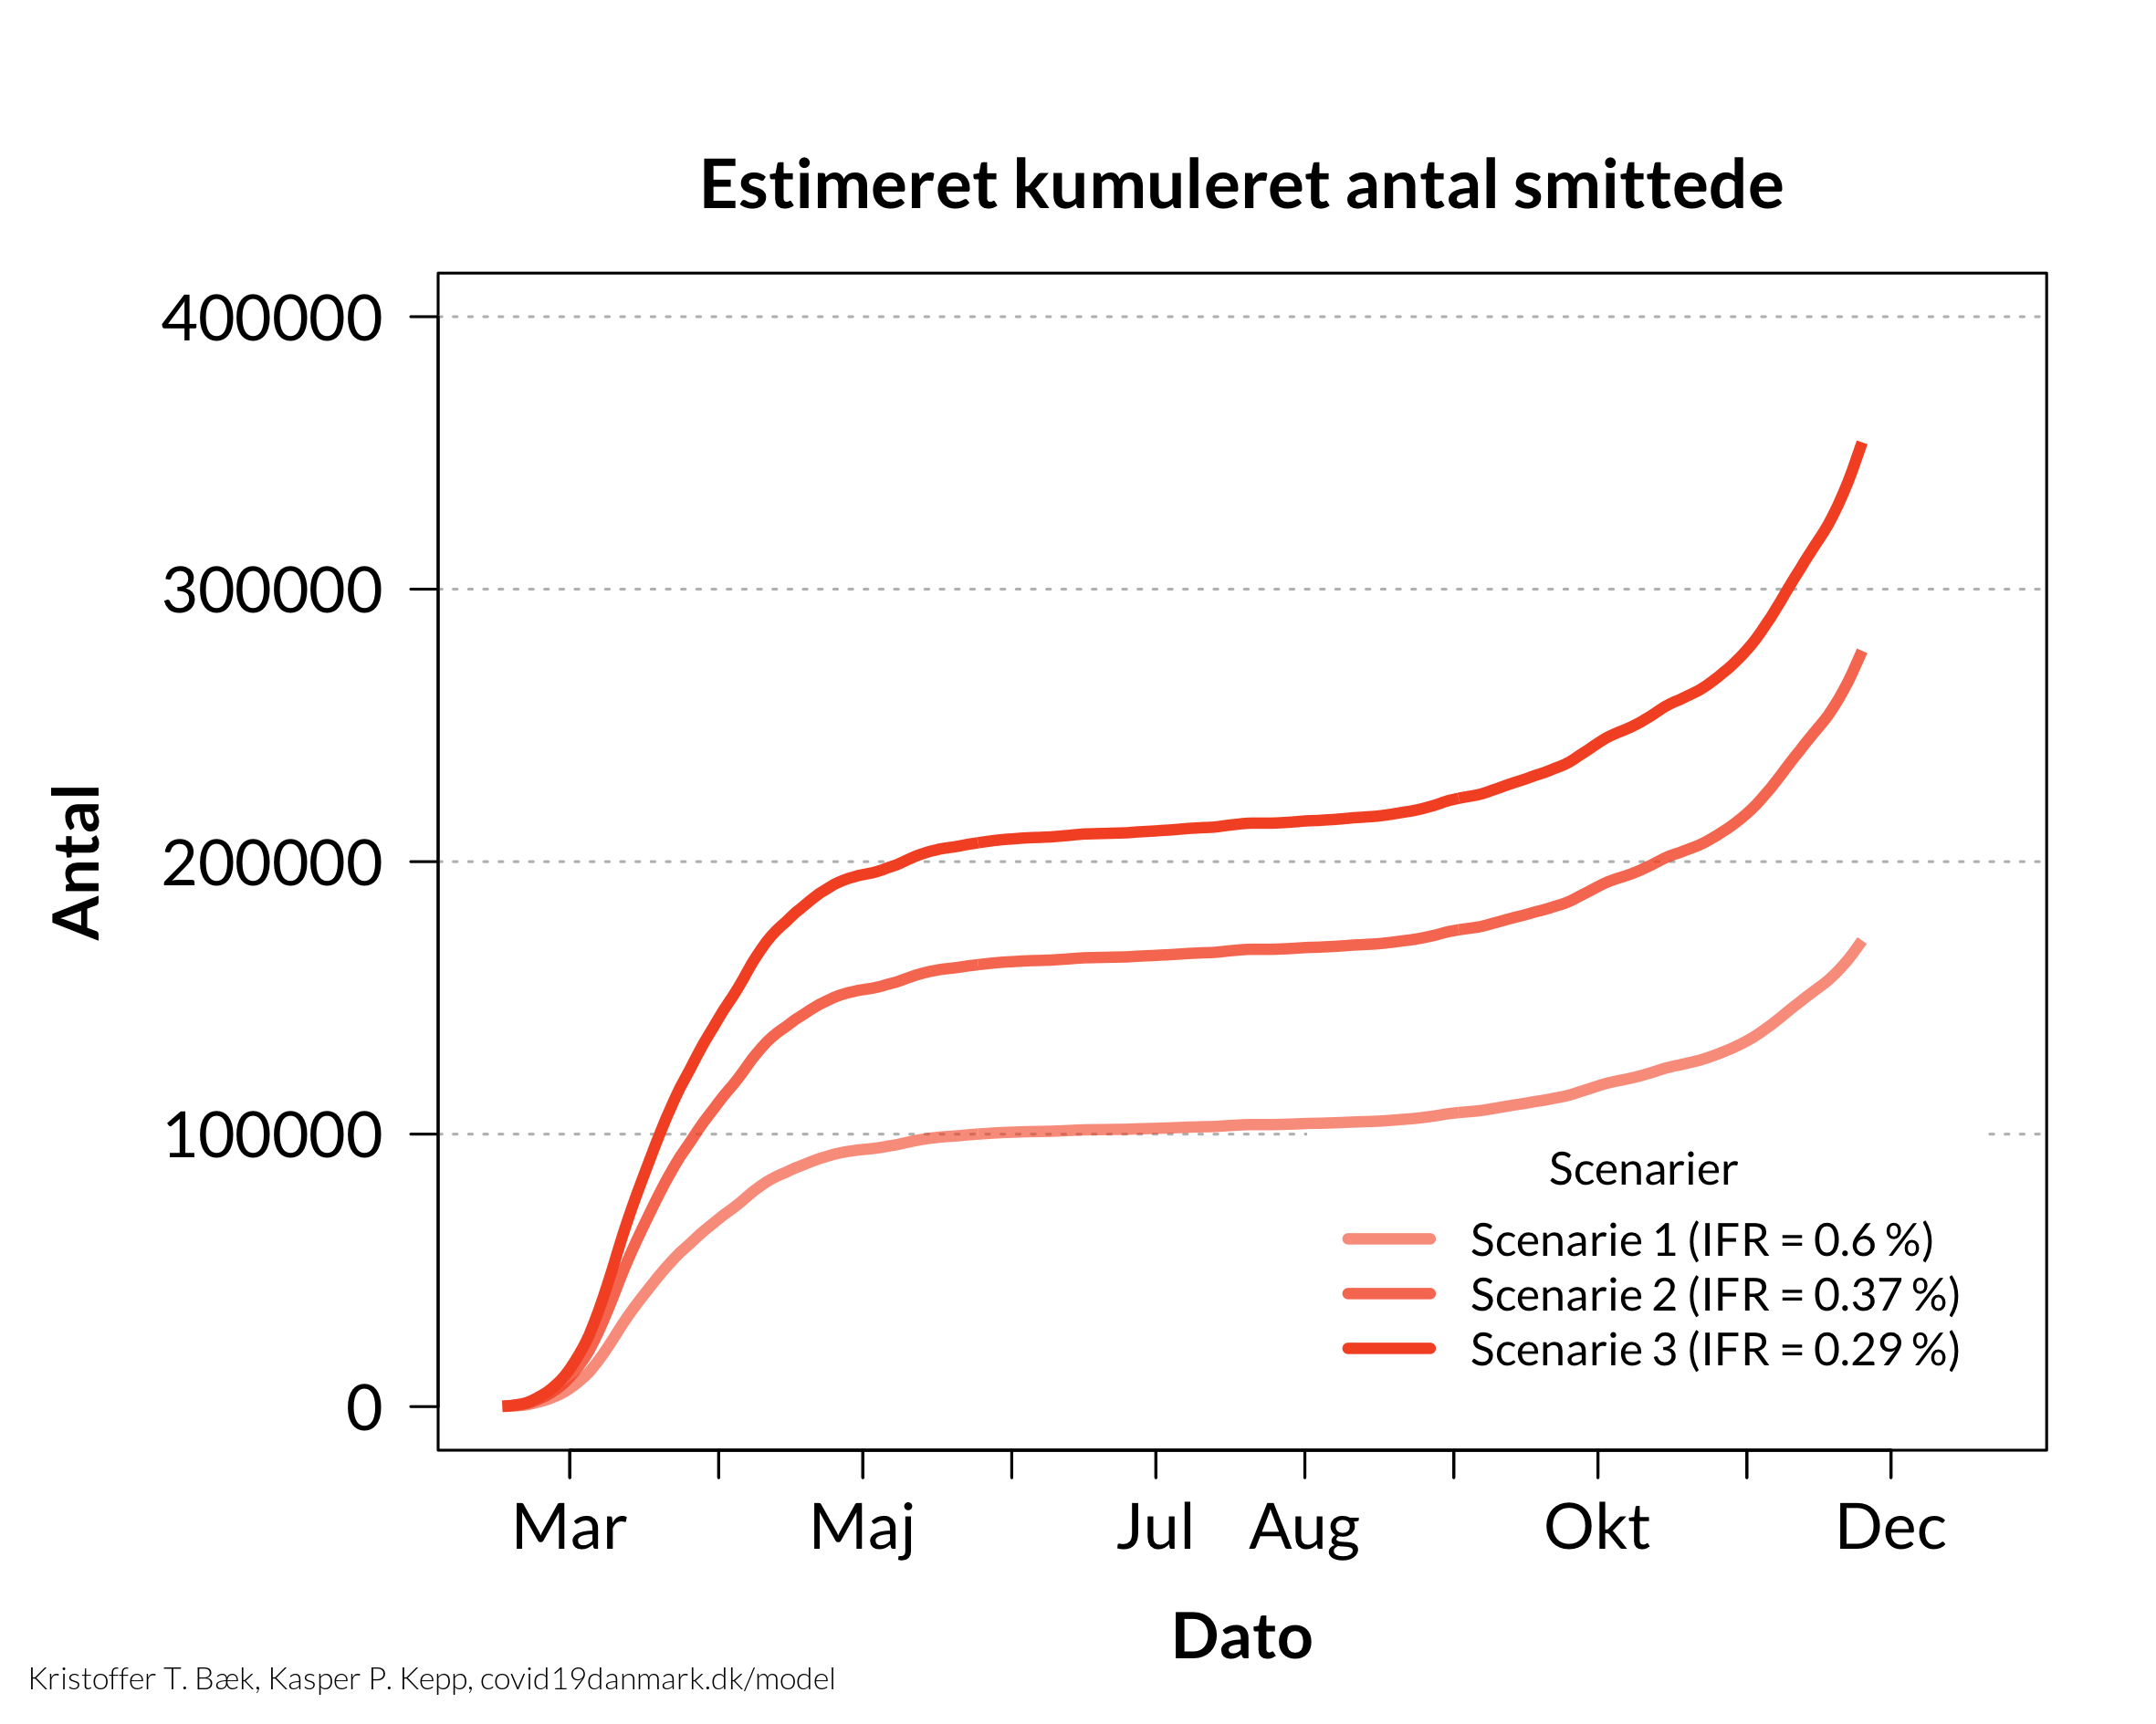 Estimeret kumuleret antal smittede
400000
300000
200000
100000
0
Antal
Scenarier
Scenarie 1 (IFR = 0.6 %)
Scenarie 2 (IFR = 0.37 %)
Scenarie 3 (IFR = 0.29 %)
Mar Maj Jul Aug Okt Dec
Dato
Kristoffer T. Bæk, Kasper P. Kepp, covid19danmark.dk/model